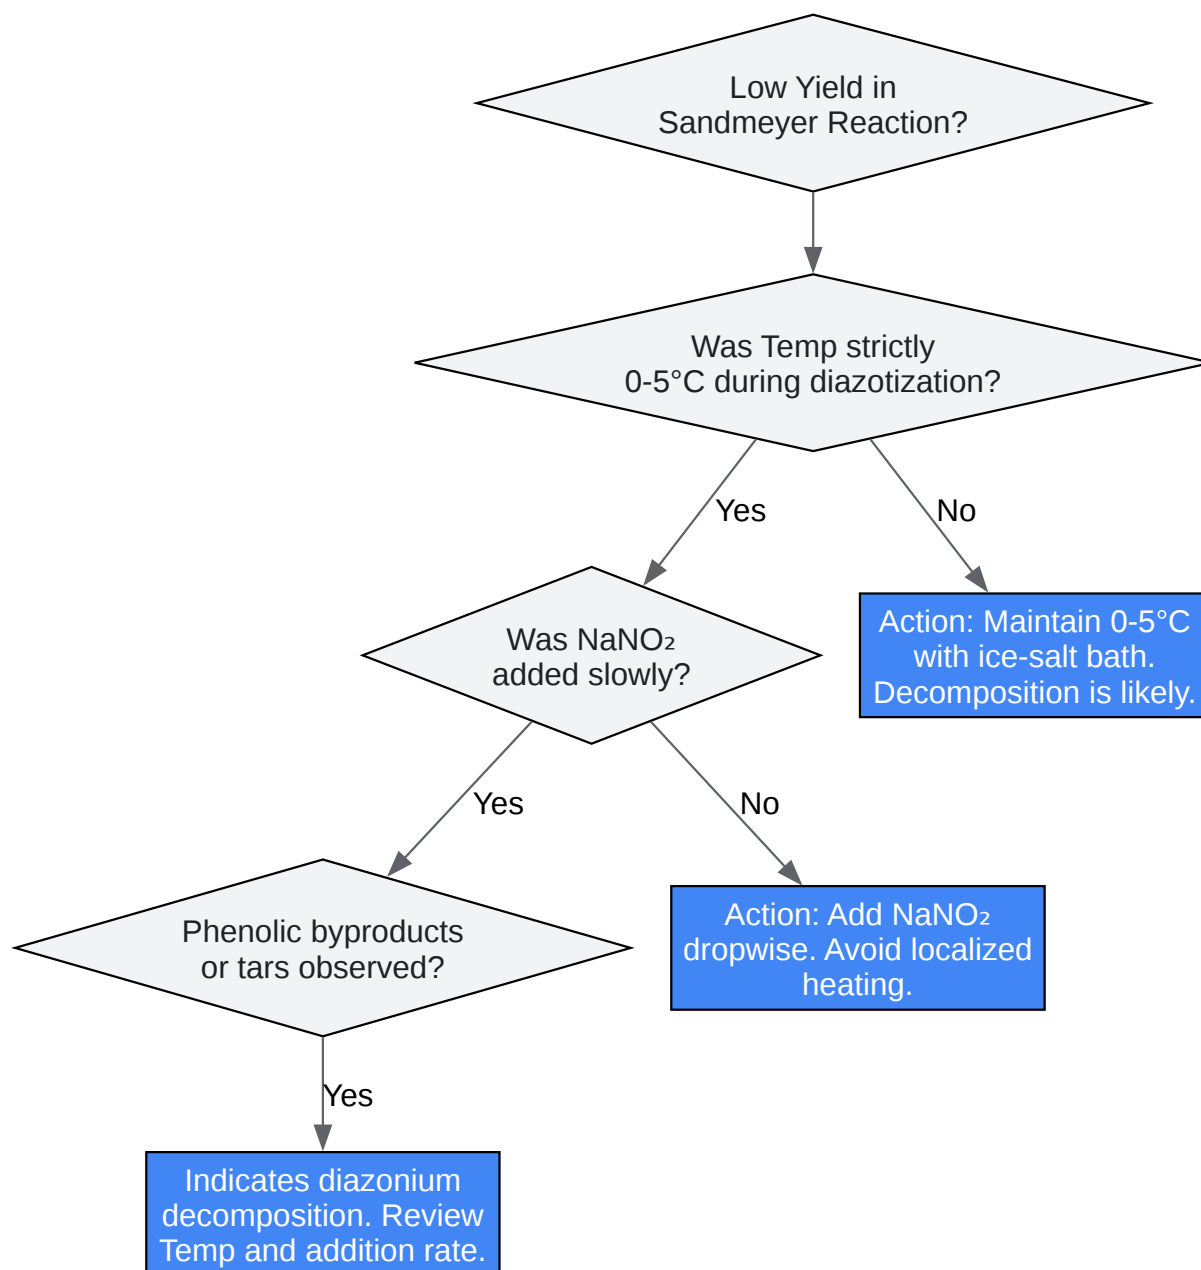 Low Yield in
Sandmeyer Reaction?
Was Temp strictly
0-5°C during diazotization?
Yes
No
Was NaNO₂
added slowly?
Action: Maintain 0-5°C
with ice-salt bath.
Decomposition is likely.
Yes
No
Phenolic byproducts
or tars observed?
Action: Add NaNO₂
dropwise. Avoid localized
heating.
Yes
Indicates diazonium
decomposition. Review
Temp and addition rate.